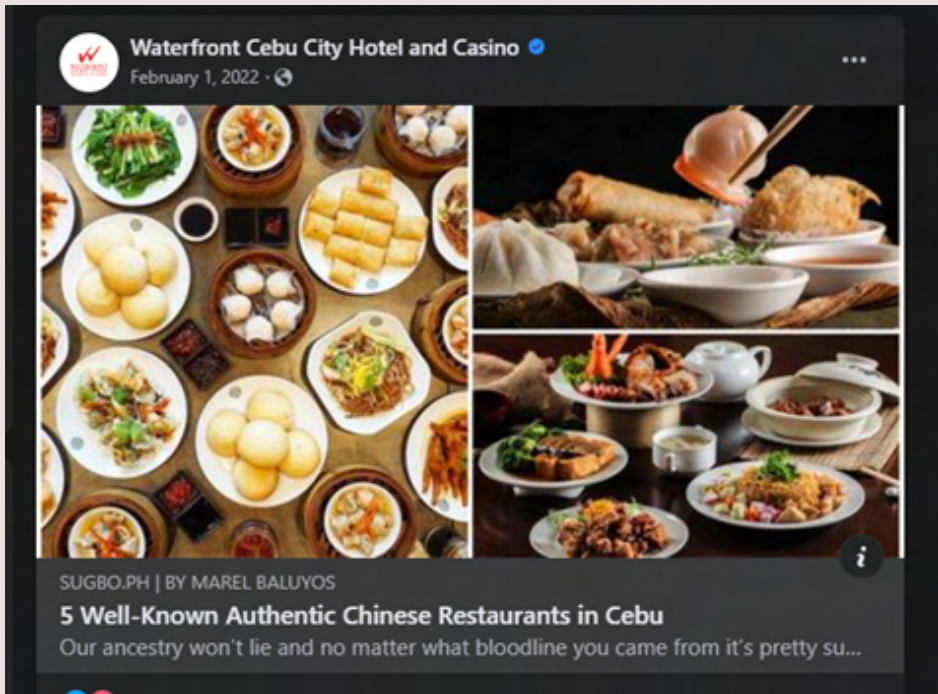 Waterfront Cebu City Hotel and Casino
February 1, 2022 ·
SUGBO.PH | BY MAREL BALUYOS
5 Well-Known Authentic Chinese Restaurants in Cebu
Our ancestry won't lie and no matter what bloodline you came from it's pretty su...